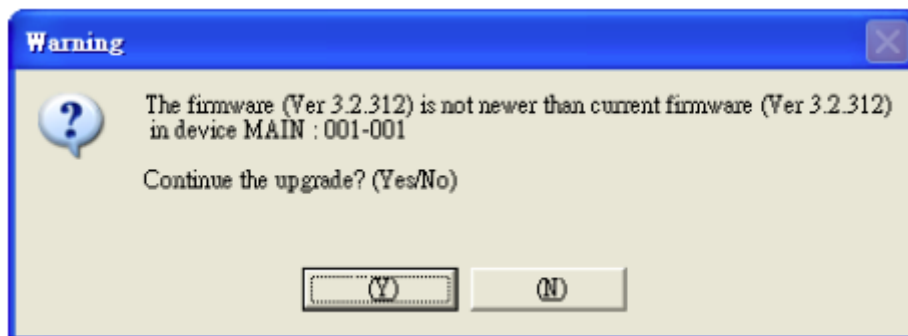 Warning
The firmware (Ver 3.2.312) is not newer than current firmware (Ver 3.2.312)
in device MAIN : 001-001
Continue the upgrade? (Yes/No)
(Y)
(N)